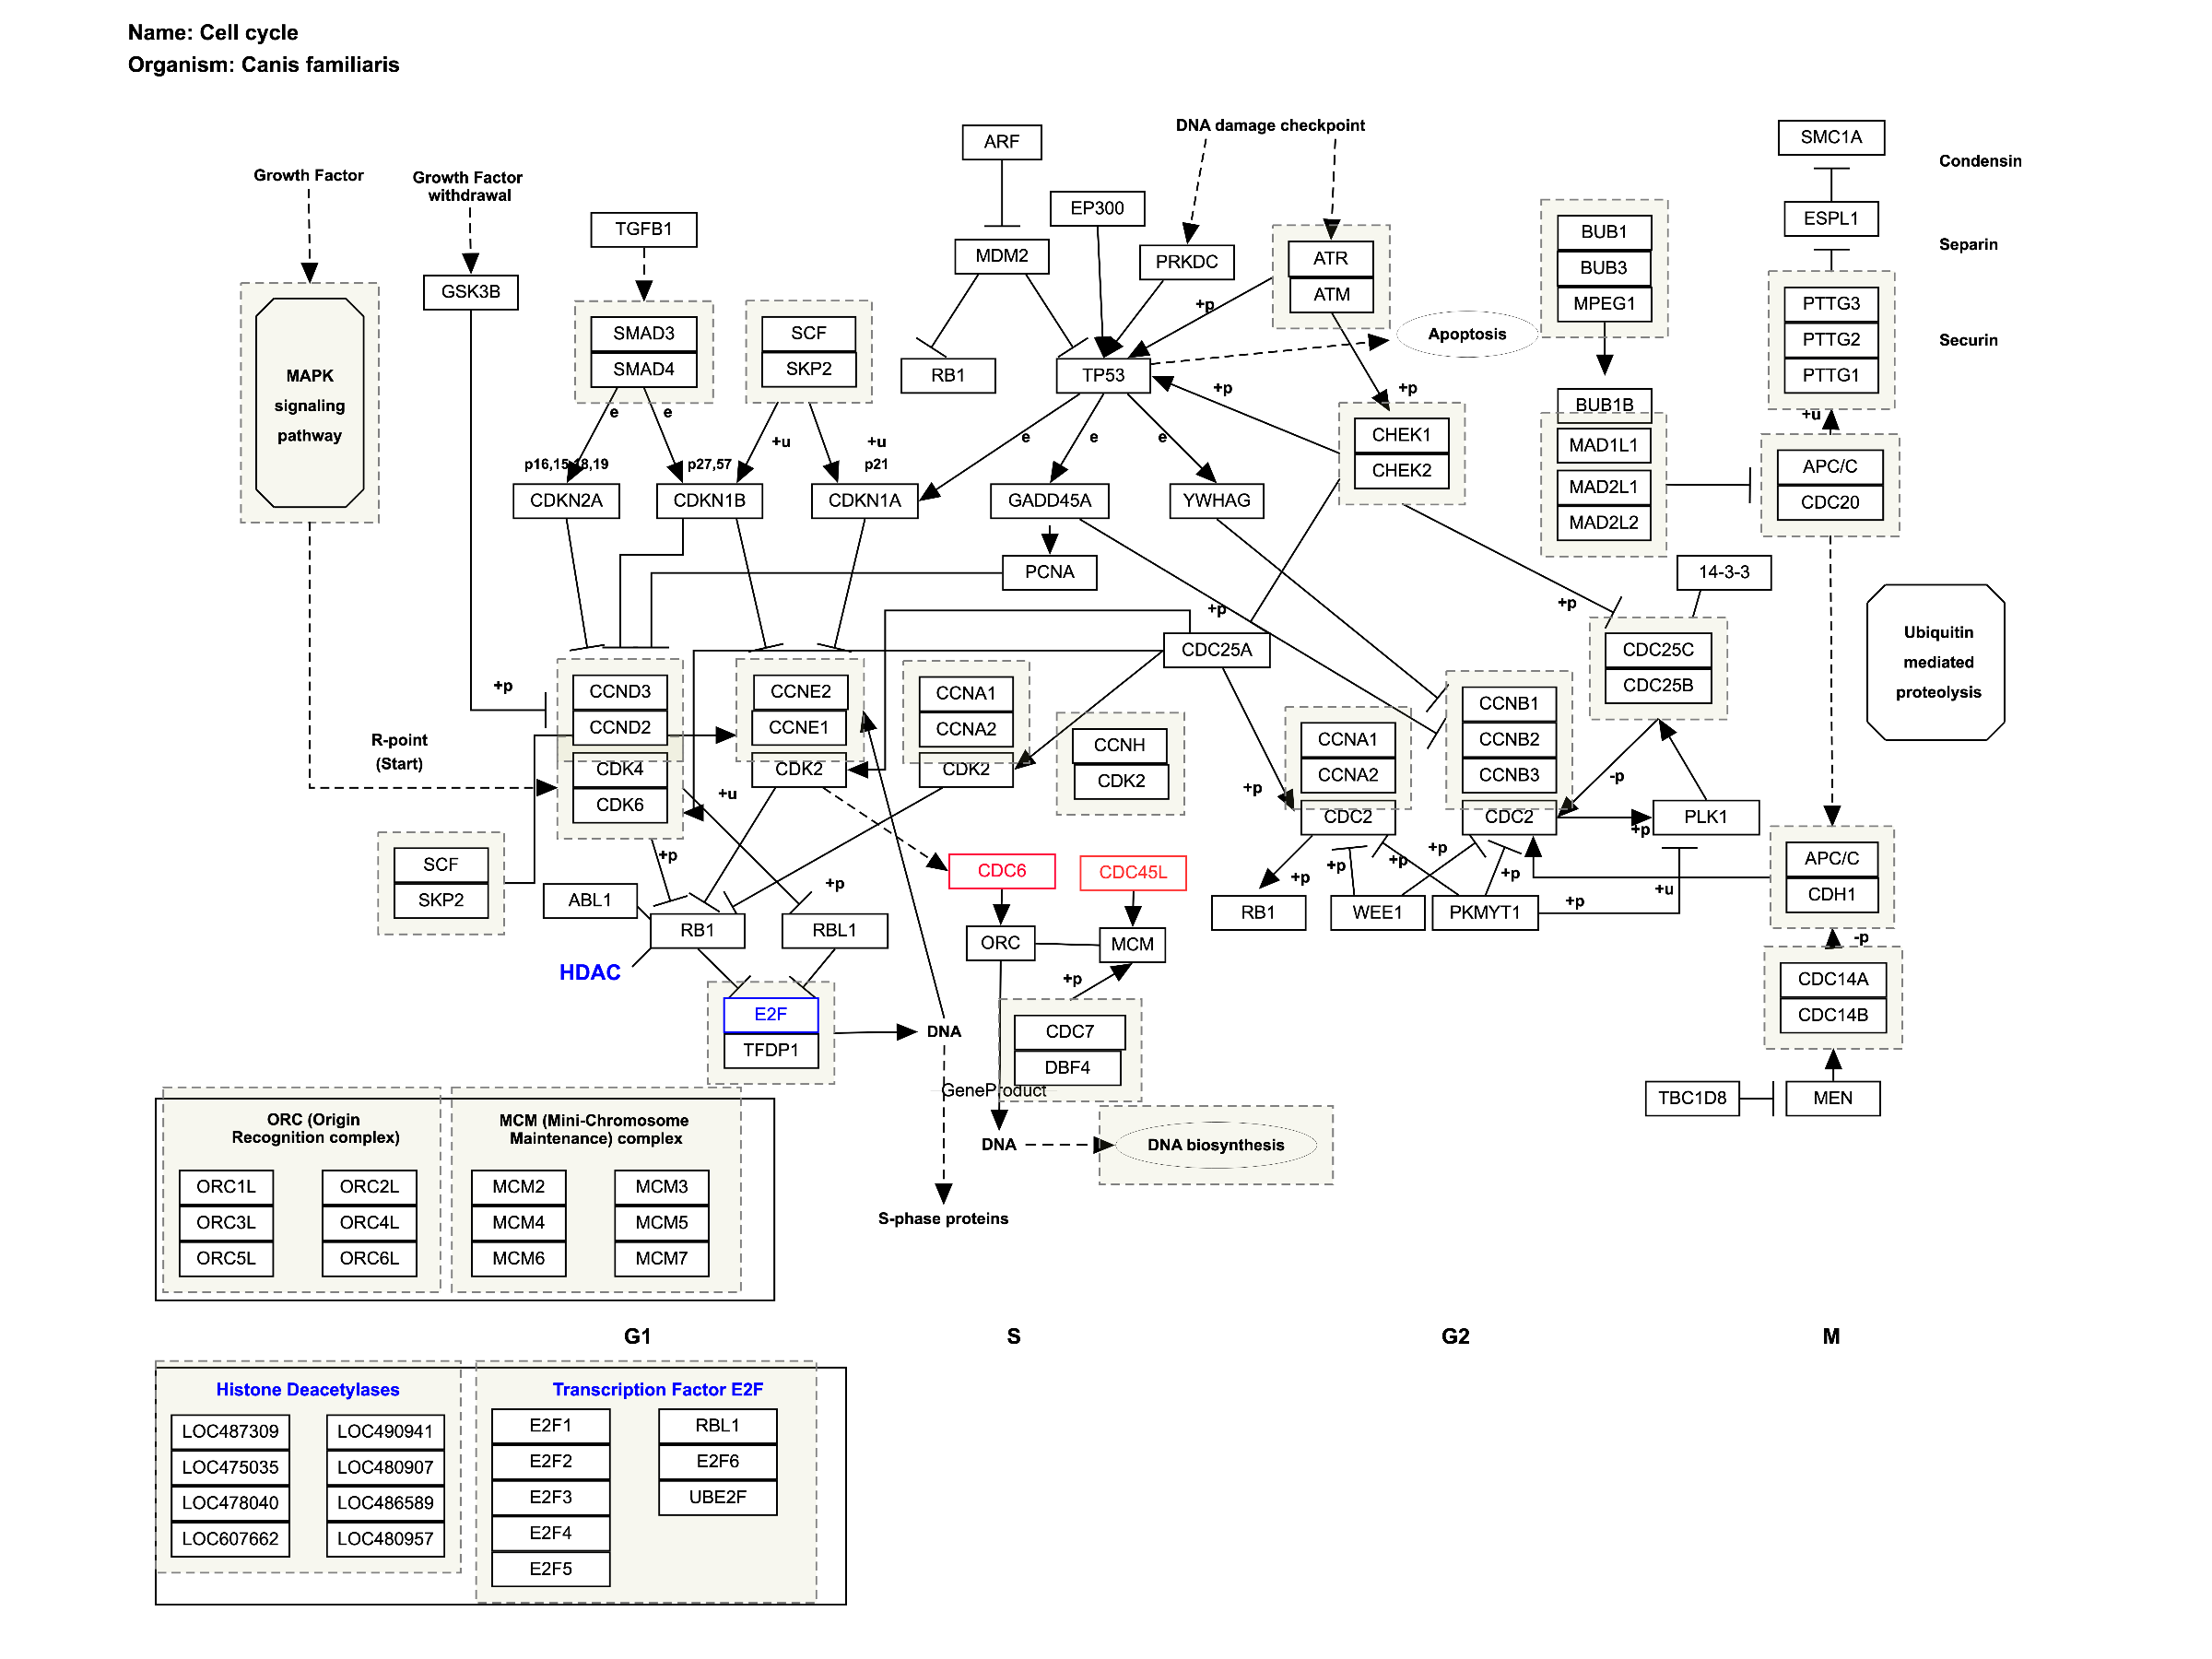 Name: Cell cycle
Organism: Canis familiaris
DNA damage checkpoint
ARF
SMC1A
Condensin
Growth Factor
Growth Factor
withdrawal
TGFB1
EP300
MDM2
PRKDC
ATR
ATM
BUB1
BUB3
MPEG1
ESPL1
Separin
GSK3B
SMAD3
SMAD4
SCF
SKP2
+p
Apoptosis
PTTG3
PTTG2
PTTG1
Securin
MAPK
signaling
pathway
RB1
TP53
+p
+p
BUB1B
MAD1L1
MAD2L1
MAD2L2
+u
e
e
+u
+u
e
e
e
CHEK1
CHEK2
APC/C
CDC20
p16,15,18,19
p27,57
p21
CDKN2A
CDKN1B
CDKN1A
GADD45A
YWHAG
PCNA
14-3-3
+p
+p
CDC25A
CDC25C
CDC25B
Ubiquitin
mediated
proteolysis
+p
CCND3
CCND2
CDK4
CDK6
CCNE2
CCNE1
CDK2
CCNA1
CCNA2
CDK2
CCNH
CDK2
CCNA1
CCNA2
CDC2
CCNB1
CCNB2
CCNB3
CDC2
R-point
(Start)
+u
+p
-p
PLK1
+p
SCF
SKP2
+p
+p
CDC6
CDC45L
+p
+p
+p
+p
+p
+p
+u
APC/C
CDH1
ABL1
RB1
RBL1
HDAC
ORC
MCM
RB1
WEE1
PKMYT1
-p
+p
CDC14A
CDC14B
E2F
TFDP1
DNA
CDC7
DBF4
GeneProduct
TBC1D8
MEN
DNA
DNA biosynthesis
S-phase proteins
ORC (Origin
Recognition complex)
MCM (Mini-Chromosome
Maintenance) complex
ORC1L
ORC2L
MCM2
MCM3
ORC3L
ORC4L
MCM4
MCM5
ORC5L
ORC6L
MCM6
MCM7
G1
S
G2
M
Histone Deacetylases
Transcription Factor E2F
LOC487309
LOC490941
LOC475035
LOC480907
LOC478040
LOC486589
LOC607662
LOC480957
E2F1
RBL1
E2F2
E2F6
E2F3
UBE2F
E2F4
E2F5